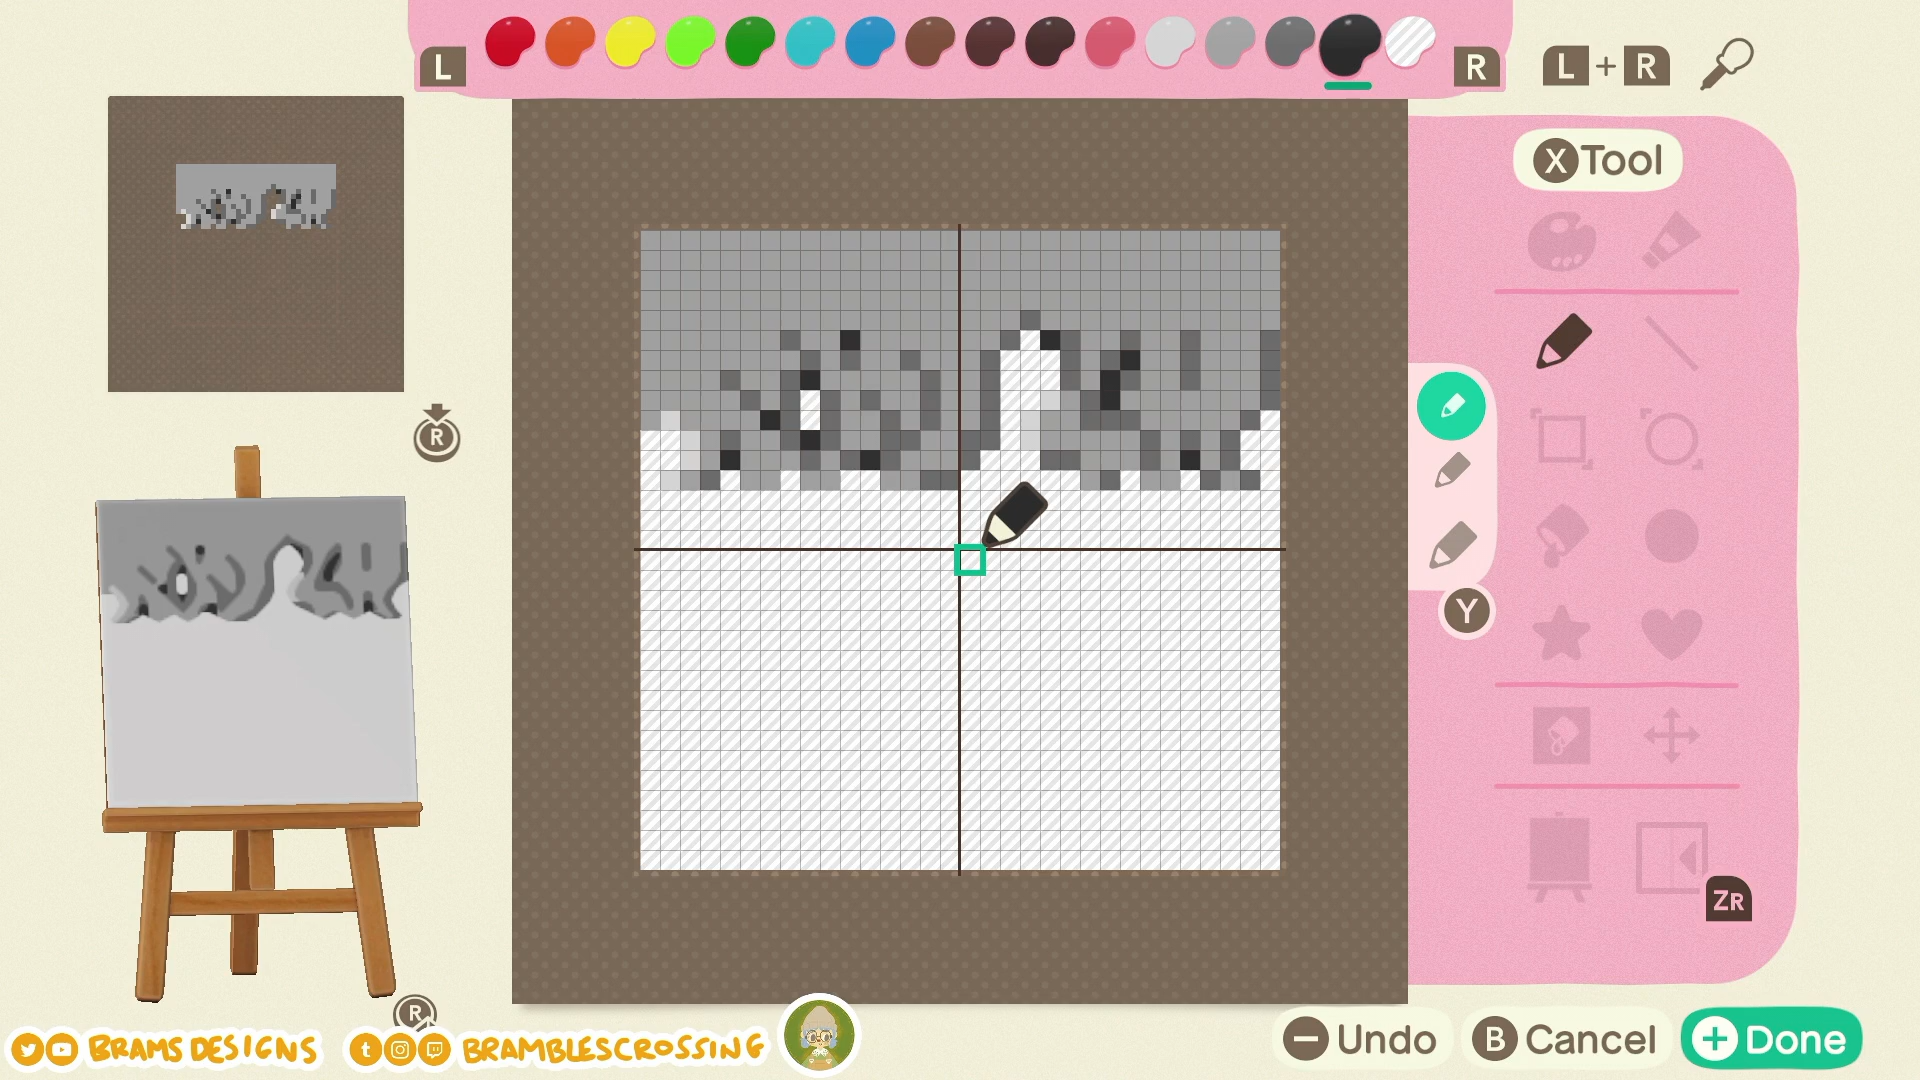 L
R
L + R
X Tool
R
Y
ZR
R
BRAMS DESIGNS
t
BRAMBLESCROSSING
Undo
B Cancel
Done